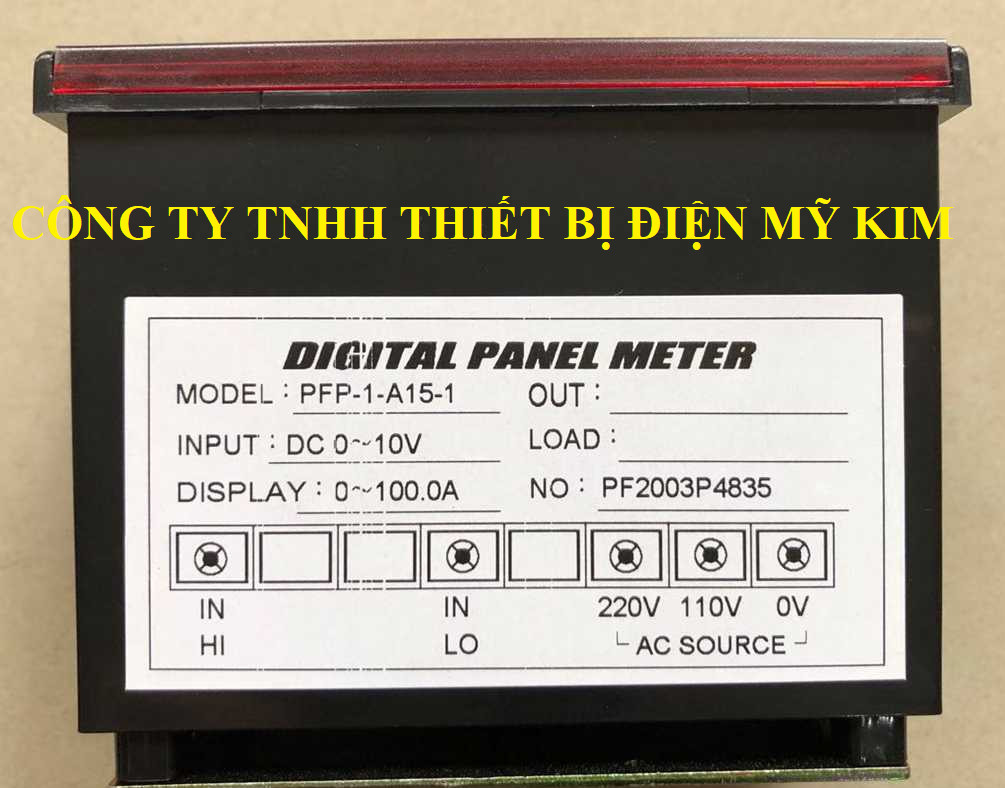 CÔNG TY TNHH THIẾT BỊ ĐIỆN MỸ KIM
DIGITAL PANEL METER
MODEL : PFP-1-A15-1 OUT :
INPUT : DC 0~10V LOAD :
DISPLAY : 0~100.0A NO : PF2003P4835
IN IN 220V 110V 0V
HI LO AC SOURCE